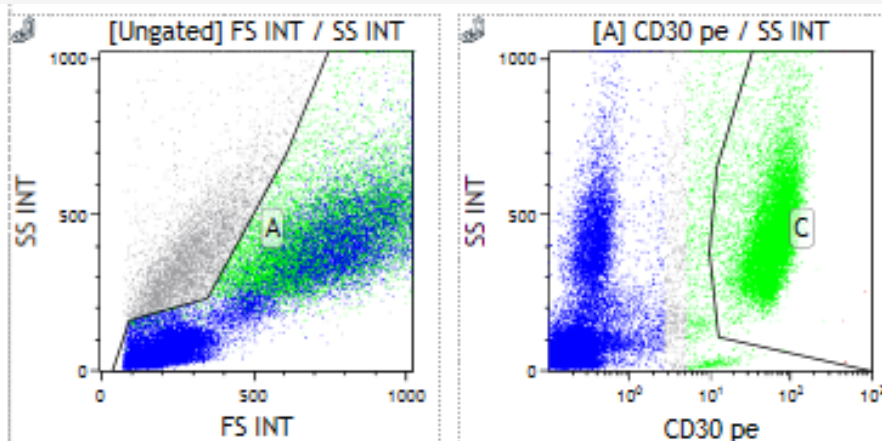 [Ungated] FS INT / SS INT
1000
500
0
SS INT
A
0
500
1000
FS INT
[A] CD30 pe / SS INT
1000
500
0
SS INT
C
10⁰
10¹
10²
CD30 pe